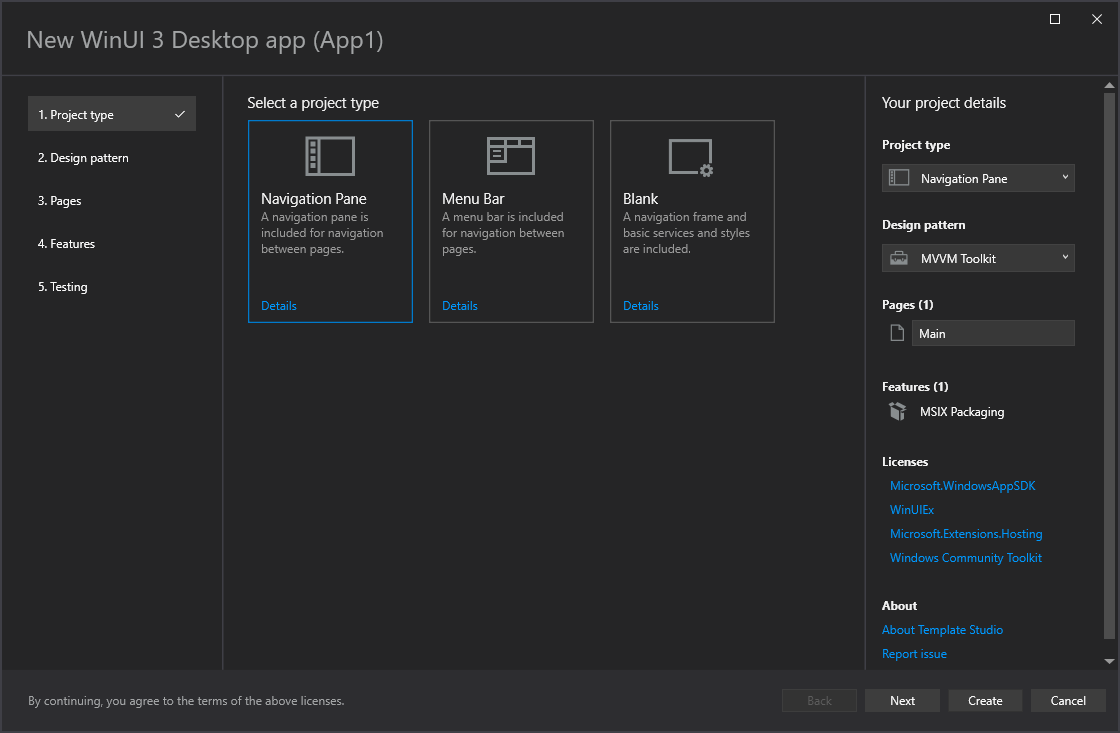 New WinUI 3 Desktop app (App1)
1. Project type
2. Design pattern
3. Pages
4. Features
5. Testing
Select a project type
Navigation Pane
A navigation pane is
included for navigation
between pages.
Details
Menu Bar
A menu bar is included
for navigation between
pages.
Details
Blank
A navigation frame and
basic services and styles
are included.
Details
Your project details
Project type
Navigation Pane
Design pattern
MVVM Toolkit
Pages (1)
Main
Features (1)
MSIX Packaging
Licenses
Microsoft.WindowsAppSDK
WinUIEx
Microsoft.Extensions.Hosting
Windows Community Toolkit
About
About Template Studio
Report issue
By continuing, you agree to the terms of the above licenses.
Back
Next
Create
Cancel